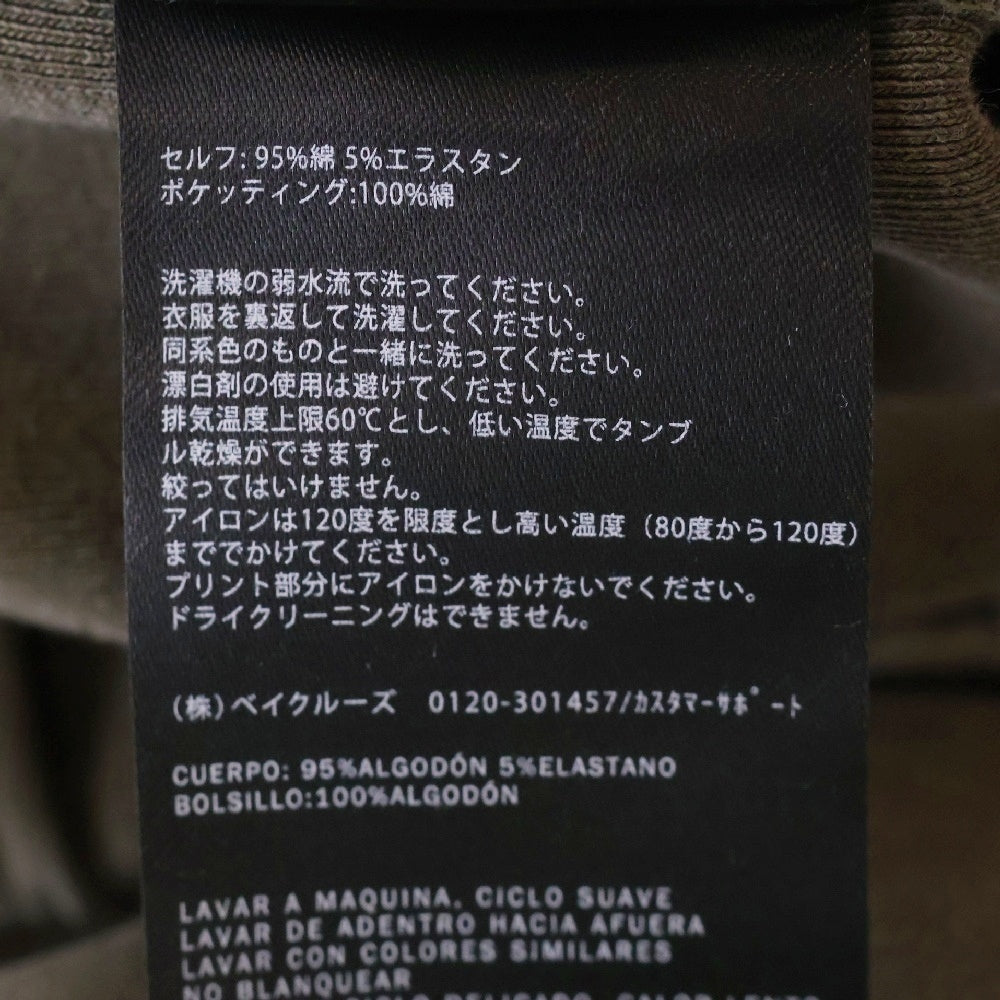 セルフ: 95%綿 5%エラスタン
ポケッティング:100%綿
洗濯機の弱水流で洗ってください。
衣服を裏返して洗濯してください。
同系色のものと一緒に洗ってください。
漂白剤の使用は避けてください。
排気温度上限60℃とし、低い温度でタンブ
ル乾燥ができます。
絞ってはいけません。
アイロンは120度を限度とし高い温度（80度から120度）
まででかけてください。
プリント部分にアイロンをかけないでください。
ドライクリーニングはできません。
(株)ベイクルーズ 0120-301457/ｶｽﾀﾏｰｻﾎﾟｰﾄ
CUERPO: 95%ALGODÓN 5%ELASTANO
BOLSILLO:100%ALGODÓN
LAVAR A MAQUINA. CICLO SUAVE
LAVAR DE ADENTRO HACIA AFUERA
LAVAR CON COLORES SIMILARES
NO BLANQUEAR